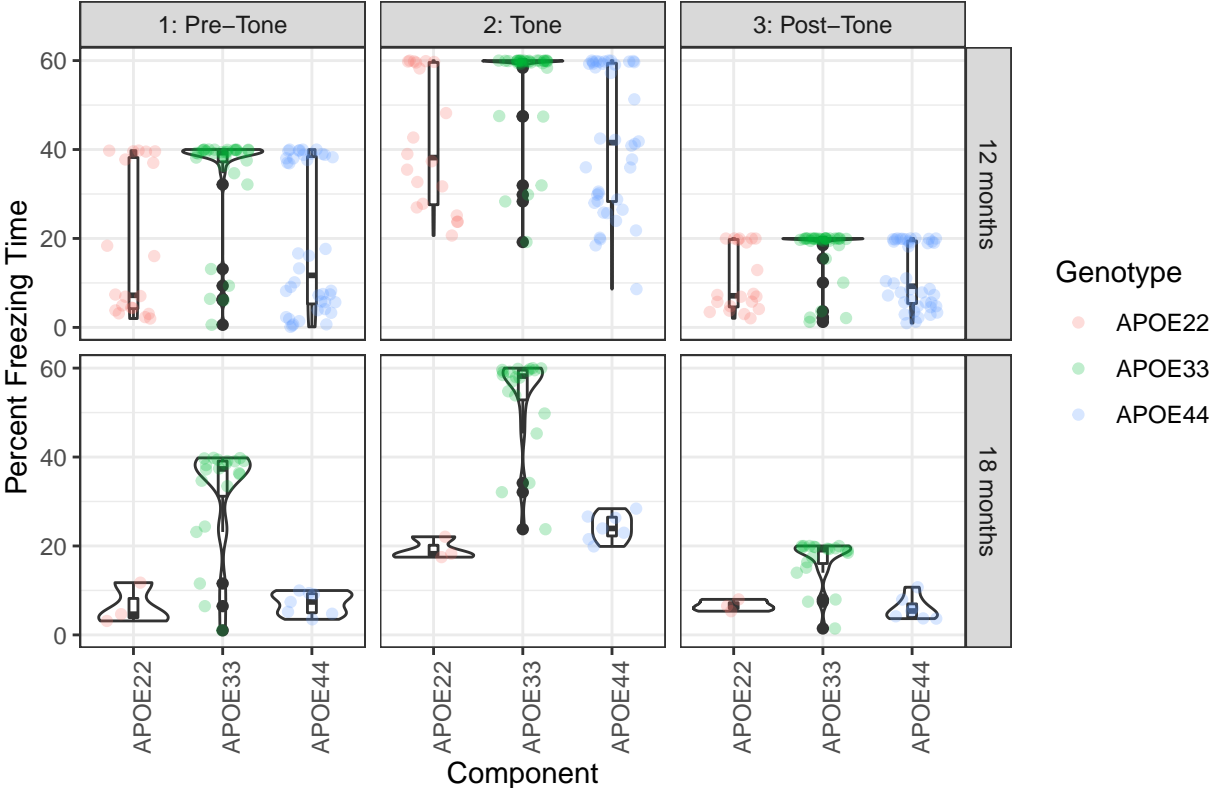 1: Pre−Tone
2: Tone
3: Post−Tone
60
40
20
0
12 months
60
40
20
0
18 months
Percent Freezing Time
APOE22
APOE33
APOE44
APOE22
APOE33
APOE44
APOE22
APOE33
APOE44
Component
Genotype
APOE22
APOE33
APOE44